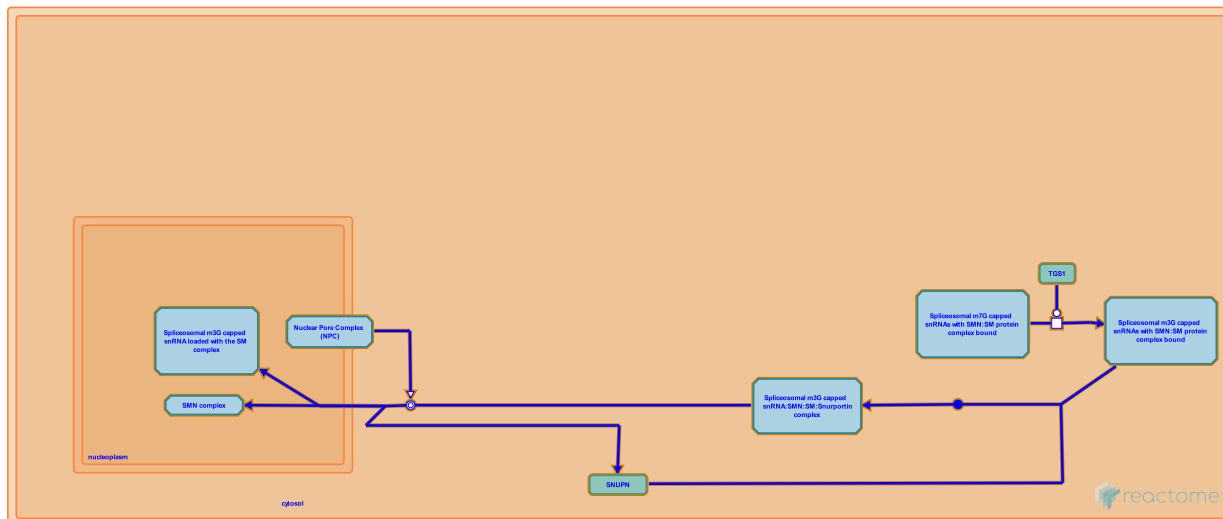 TGS1
Spliceosomal m7G capped
snRNAs with SMN:SM protein
complex bound
Spliceosomal m3G capped
snRNAs with SMN:SM protein
complex bound
Spliceosomal m3G capped
snRNA loaded with the SM
complex
Nuclear Pore Complex
(NPC)
SMN complex
Spliceosomal m3G capped
snRNA:SMN:SM:Snurportin
complex
nucleoplasm
SNUPN
cytosol
reactome